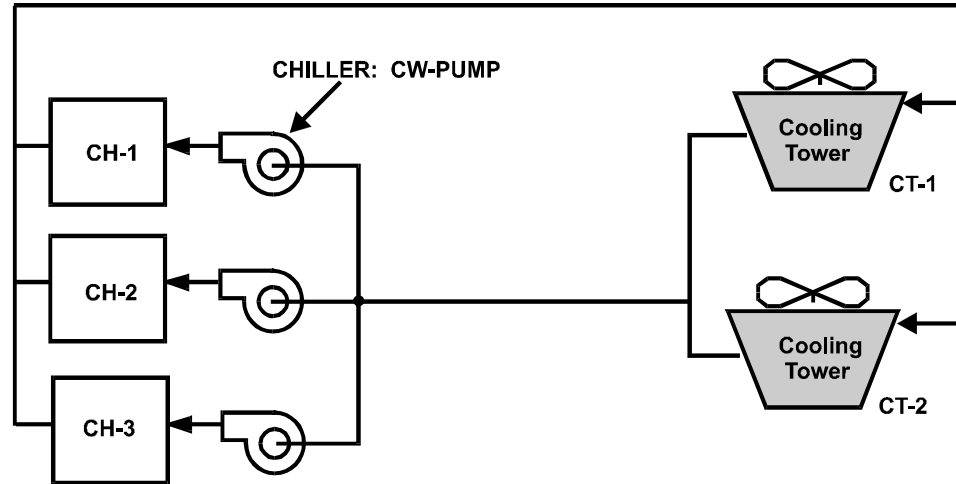 CHILLER: CW-PUMP
CH-1
Cooling
Tower
CT-1
CH-2
Cooling
Tower
CT-2
CH-3